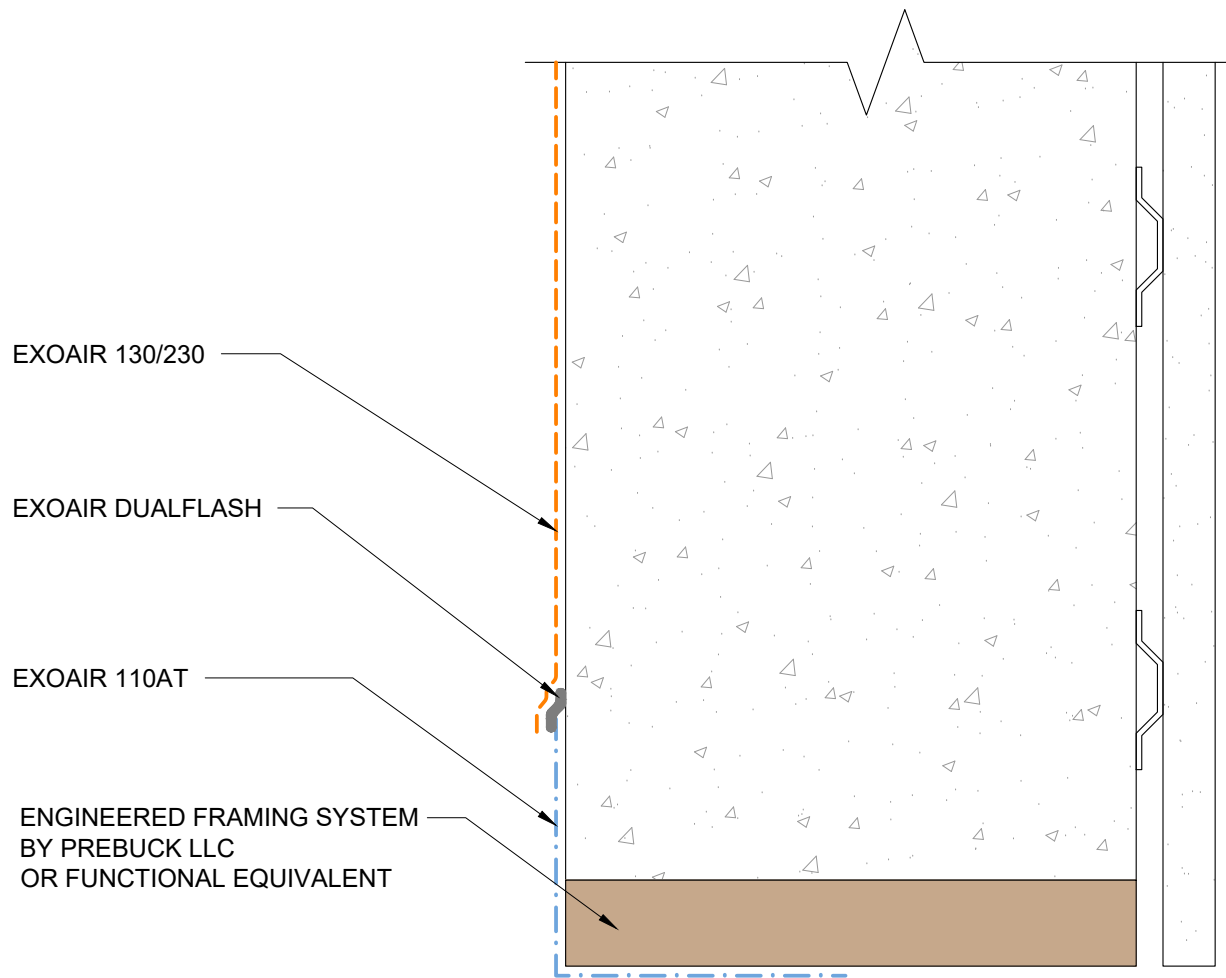 EXOAIR 130/230
EXOAIR DUALFLASH
EXOAIR 110AT
ENGINEERED FRAMING SYSTEM
BY PREBUCK LLC
OR FUNCTIONAL EQUIVALENT